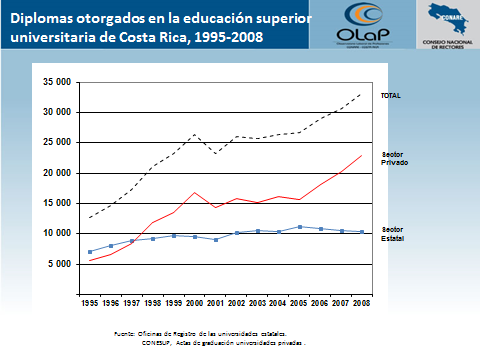 Diplomas otorgados en la educación superior
universitaria de Costa Rica, 1995-2008
OLaP
CONARE
CONSEJO NACIONAL
DE RECTORES
35 000
30 000
25 000
20 000
15 000
10 000
5 000
TOTAL
Sector
Privado
Sector
Estatal
1995 1996 1997 1998 1999 2000 2001 2002 2003 2004 2005 2006 2007 2008
Fuente: Oficinas de Registro de las universidades estatales.
CONESUP, Actas de graduación universidades privadas .